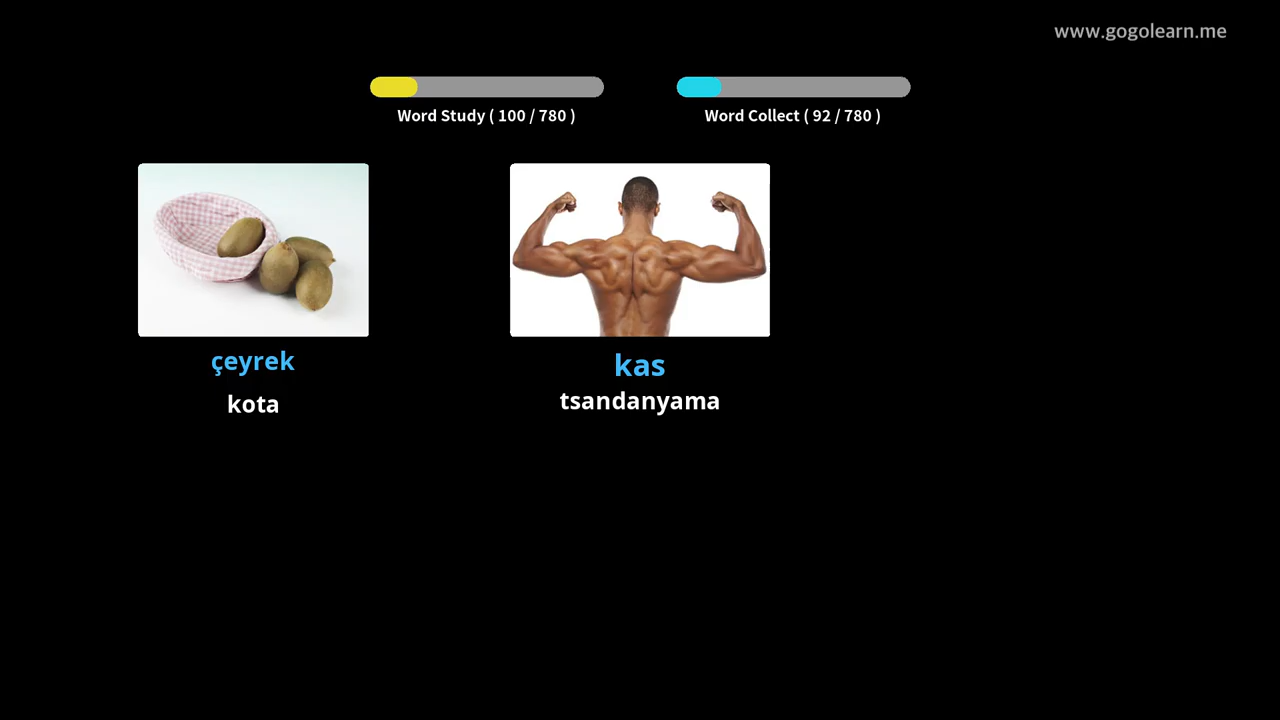 www.gogolearn.me
Word Study ( 100 / 780 )
Word Collect ( 92 / 780 )
çeyrek
kota
kas
tsandanyama